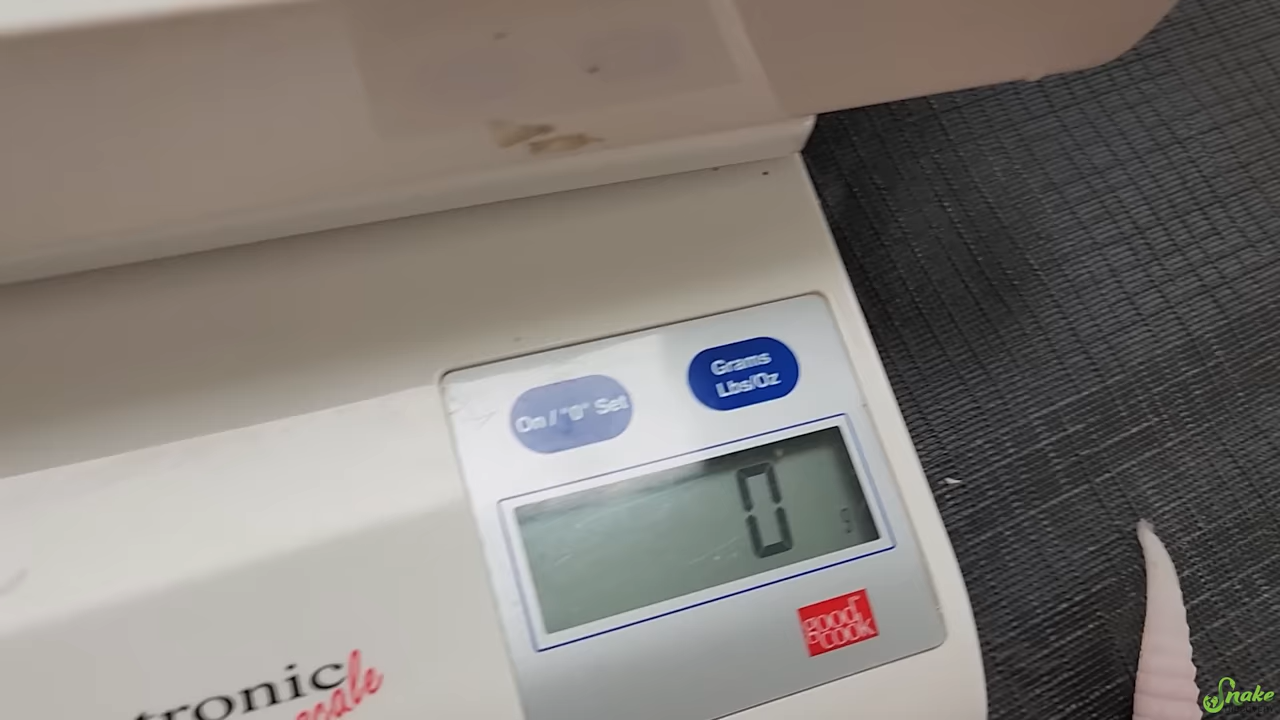 On / "0" Set
Grams
Lbs/Oz
0 g
good
cook
tronic
scale
Snake